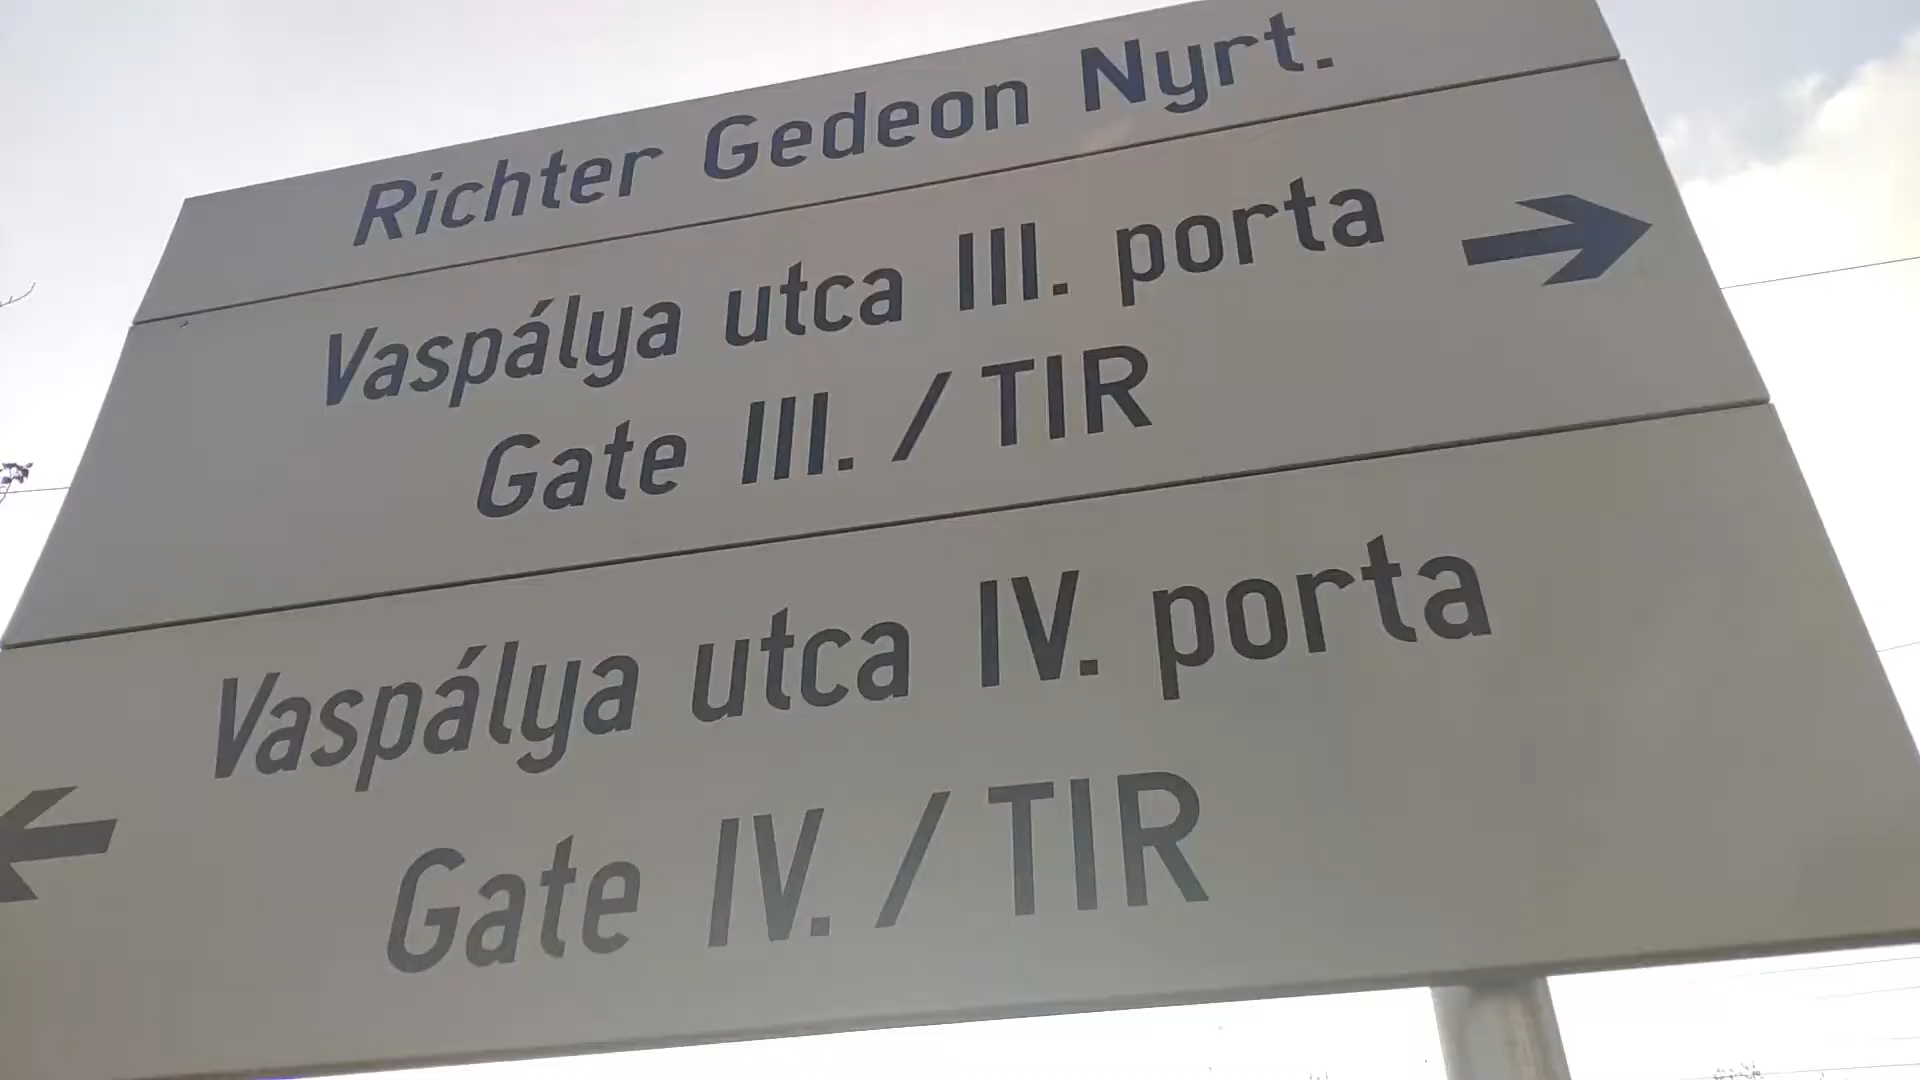 Richter Gedeon Nyrt.
Vaspálya utca III. porta
Gate III. / TIR
Vaspálya utca IV. porta
Gate IV. / TIR